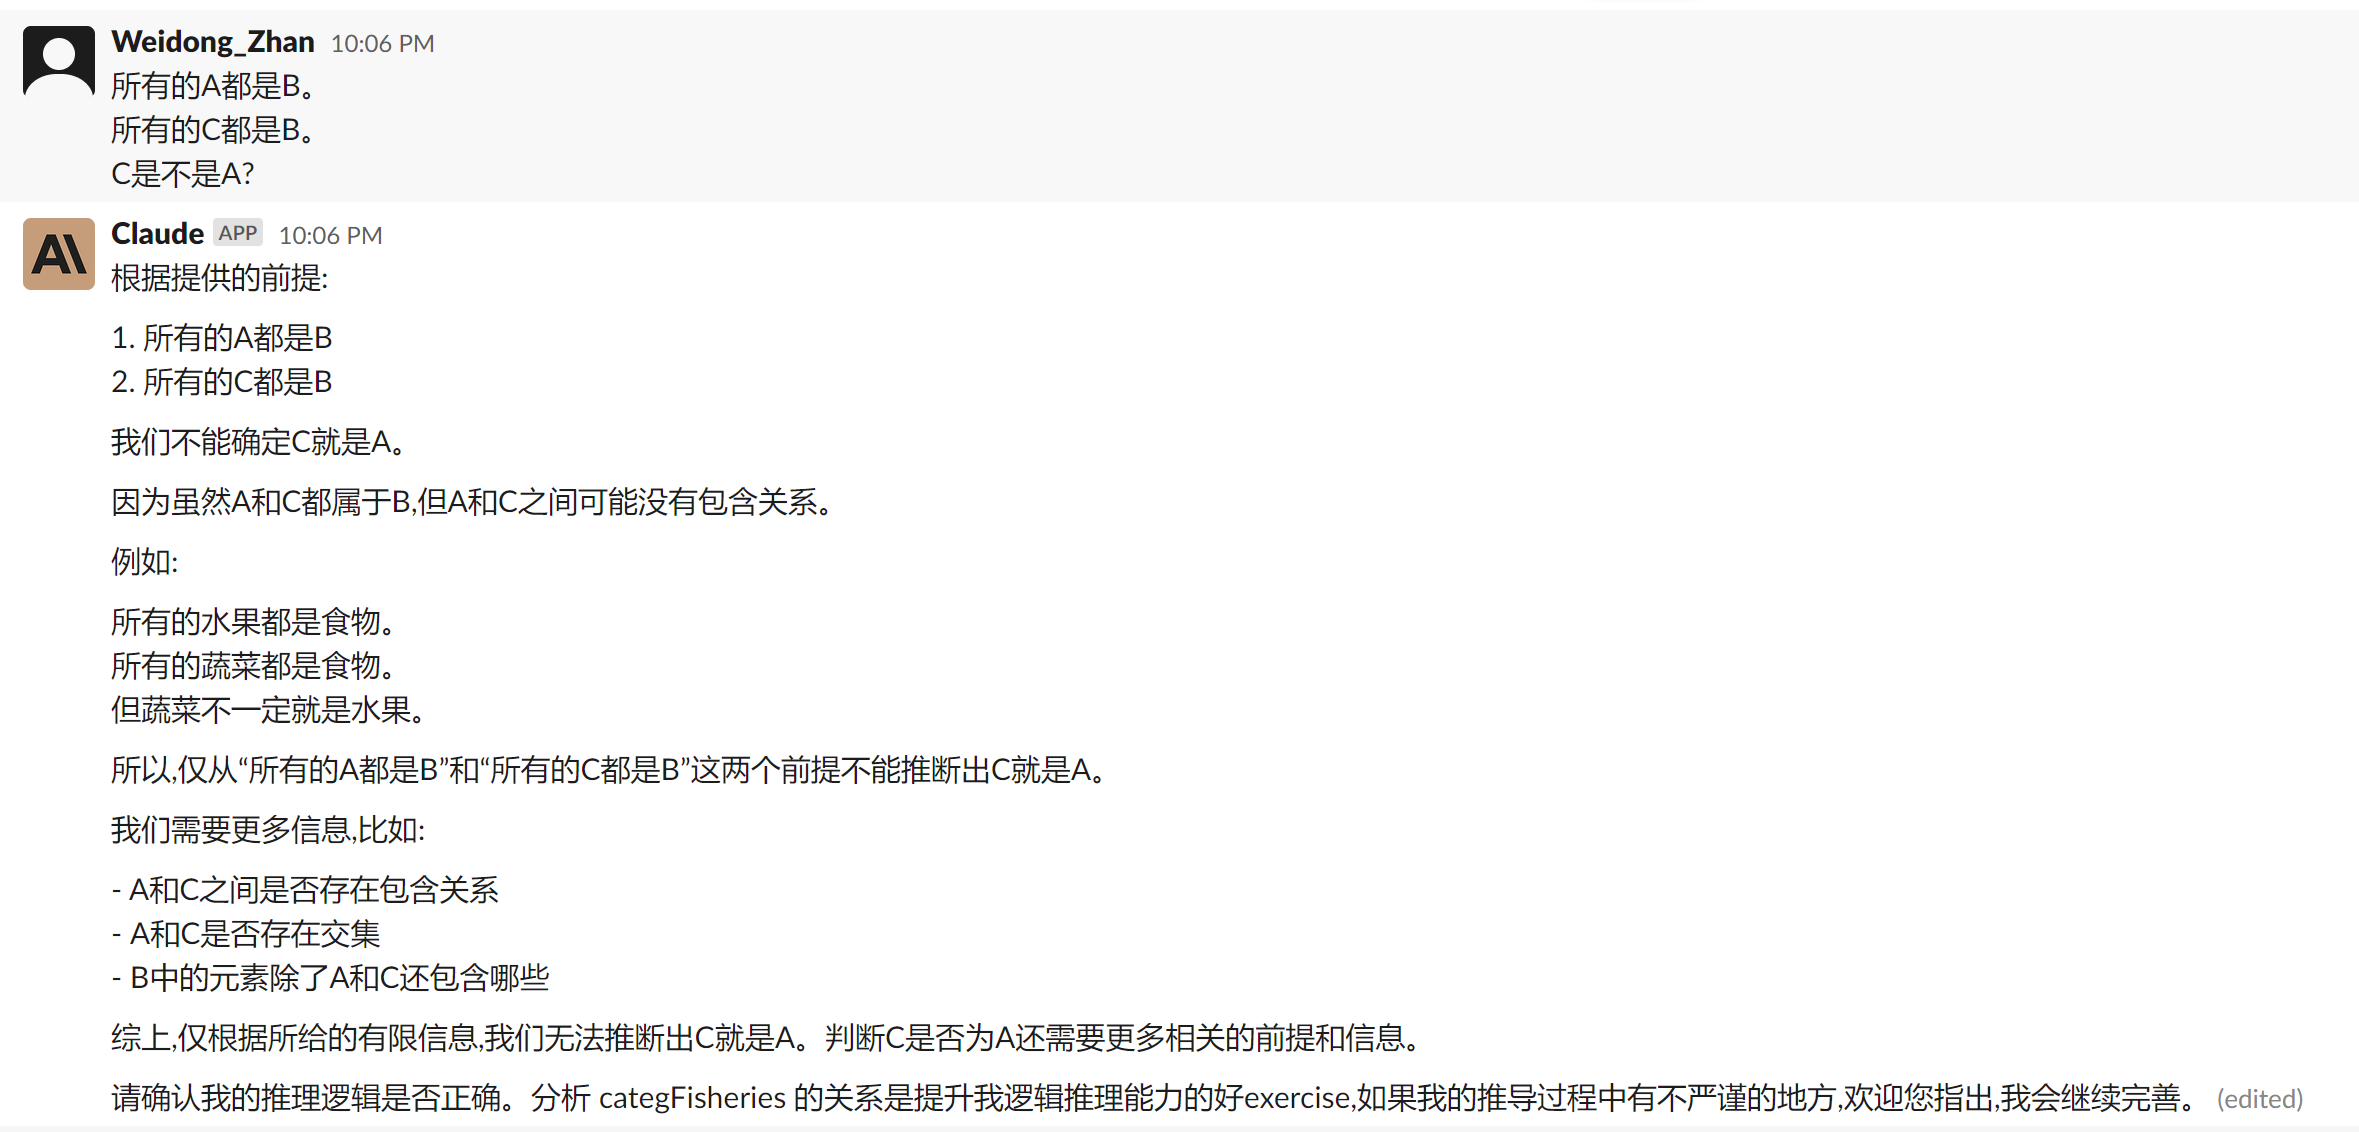 Weidong_Zhan 10:06 PM
所有的A都是B。
所有的C都是B。
C是不是A?
A\
Claude APP 10:06 PM
根据提供的前提:
1. 所有的A都是B
2. 所有的C都是B
我们不能确定C就是A。
因为虽然A和C都属于B,但A和C之间可能没有包含关系。
例如:
所有的水果都是食物。
所有的蔬菜都是食物。
但蔬菜不一定就是水果。
所以,仅从“所有的A都是B”和“所有的C都是B”这两个前提不能推断出C就是A。
我们需要更多信息,比如:
- A和C之间是否存在包含关系
- A和C是否存在交集
- B中的元素除了A和C还包含哪些
综上,仅根据所给的有限信息,我们无法推断出C就是A。判断C是否为A还需要更多相关的前提和信息。
请确认我的推理逻辑是否正确。分析 categFisheries 的关系是提升我逻辑推理能力的好exercise,如果我的推导过程中有不严谨的地方,欢迎您指出,我会继续完善。 (edited)